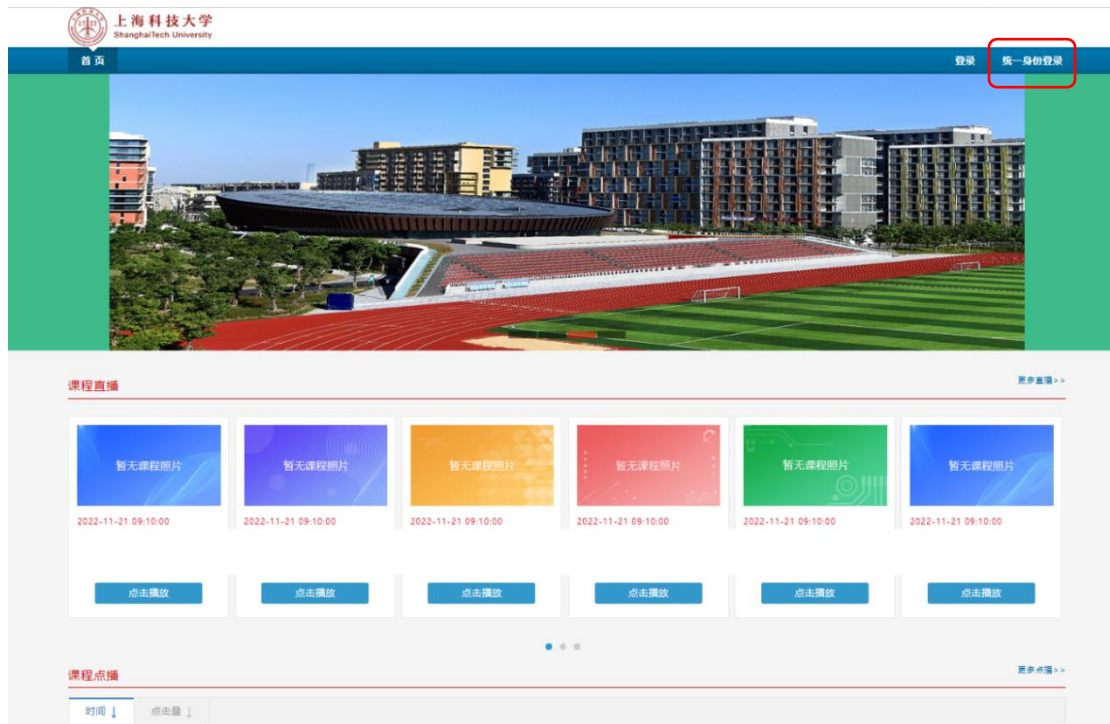 上海科技大学
ShanghaiTech University
首页 登录 统一身份登录
课程直播 更多直播>>
暂无课程照片 暂无课程照片 暂无课程照片 暂无课程照片 暂无课程照片 暂无课程照片
2022-11-21 09:10:00 2022-11-21 09:10:00 2022-11-21 09:10:00 2022-11-21 09:10:00 2022-11-21 09:10:00 2022-11-21 09:10:00
点击播放 点击播放 点击播放 点击播放 点击播放 点击播放
课程点播 更多点播>>
时间↓ 点击量↓